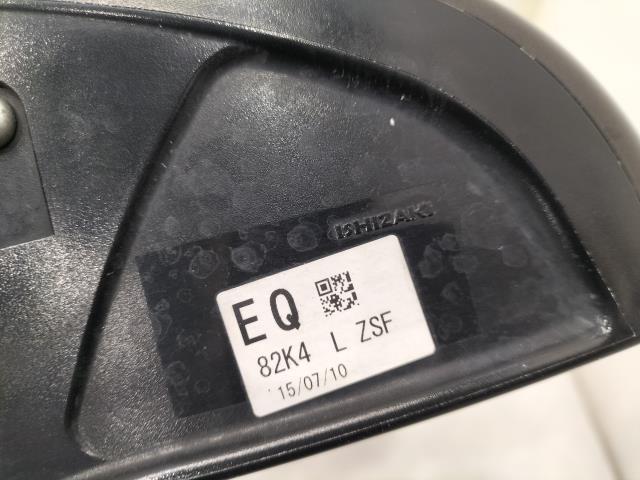 ISHIZAKI
EQ
82K4 L ZSF
'15/07/10